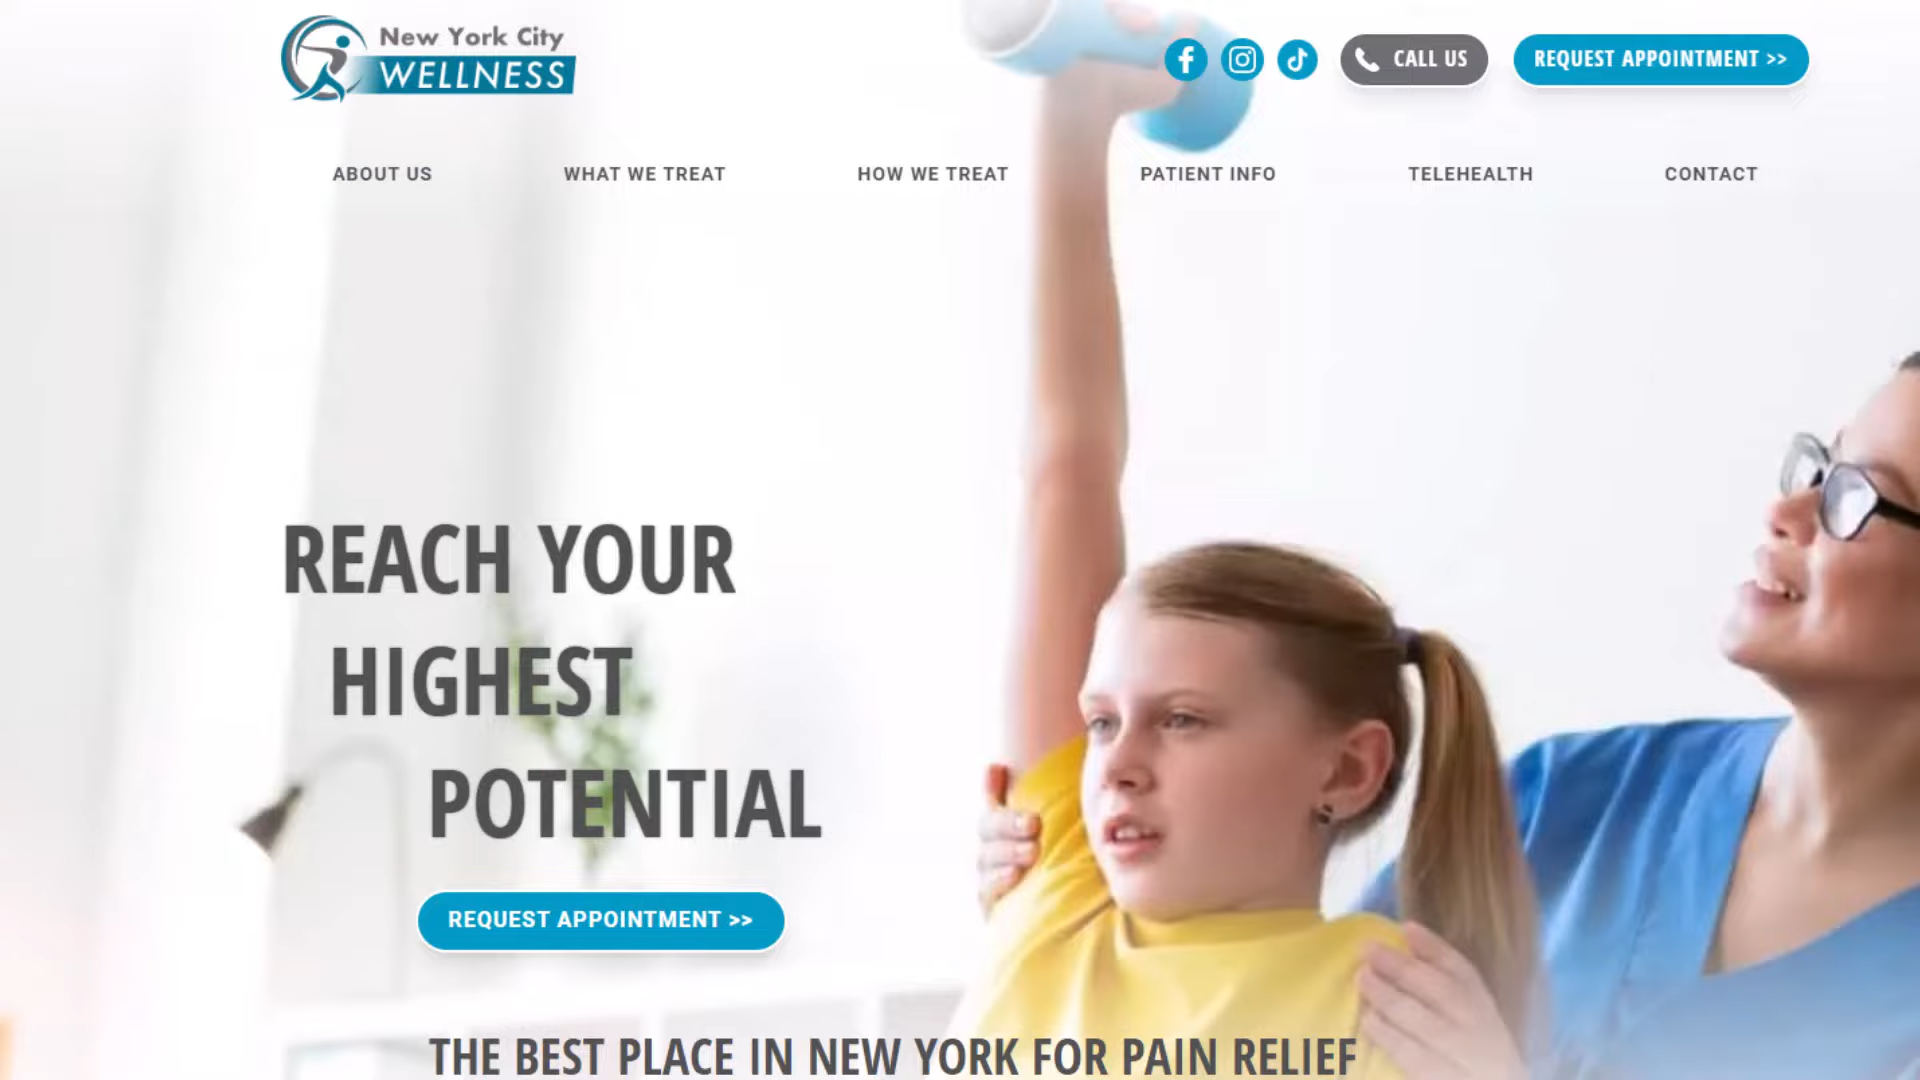 New York City
WELLNESS
CALL US
REQUEST APPOINTMENT >>
ABOUT US
WHAT WE TREAT
HOW WE TREAT
PATIENT INFO
TELEHEALTH
CONTACT
REACH YOUR
HIGHEST
POTENTIAL
REQUEST APPOINTMENT >>
THE BEST PLACE IN NEW YORK FOR PAIN RELIEF